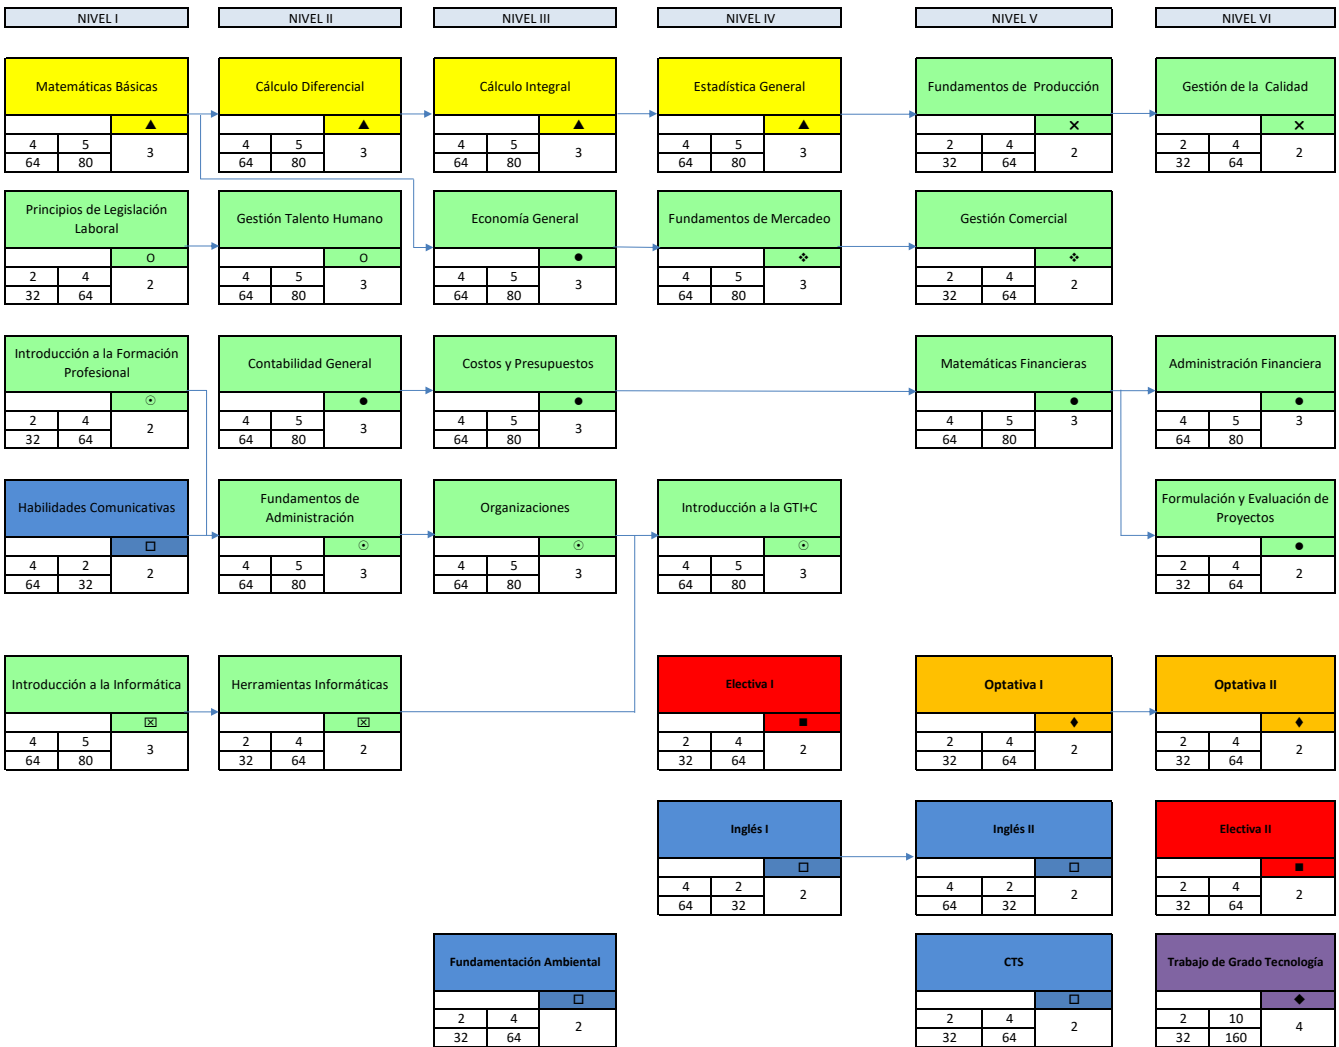 NIVEL I NIVEL II NIVEL III NIVEL IV NIVEL V NIVEL VI
Matemáticas Básicas Cálculo Diferencial Cálculo Integral Estadística General Fundamentos de Producción Gestión de la Calidad
▲ ▲ ▲ ▲ ✕ ✕
4 5 3 4 5 3 4 5 3 4 5 3 2 4 2 2 4 2
64 80 64 80 64 80 64 80 32 64 32 64
Principios de Legislación
Laboral
Gestión Talento Humano Economía General Fundamentos de Mercadeo Gestión Comercial
O O ● ❖ ❖
2 4 2 4 5 3 4 5 3 4 5 3 2 4 2
32 64 64 80 64 80 64 80 32 64
Introducción a la Formación
Profesional
Contabilidad General Costos y Presupuestos Matemáticas Financieras Administración Financiera
☉ ● ● ● ●
2 4 2 4 5 3 4 5 3 4 5 3 4 5 3
32 64 64 80 64 80 64 80 64 80
Habilidades Comunicativas
Fundamentos de
Administración
Organizaciones Introducción a la GTI+C
Formulación y Evaluación de
Proyectos
□ ☉ ☉ ☉ ●
4 2 2 4 5 3 4 5 3 4 5 3 2 4 2
64 32 64 80 64 80 64 80 32 64
Introducción a la Informática Herramientas Informáticas Electiva I Optativa I Optativa II
☒ ☒ ■ ♦ ♦
4 5 3 2 4 2 2 4 2 2 4 2 2 4 2
64 80 32 64 32 64 32 64 32 64
Inglés I Inglés II Electiva II
□ □ ■
4 2 2 4 2 2 2 4 2
64 32 64 32 32 64
Fundamentación Ambiental CTS Trabajo de Grado Tecnología
□ □ ◆
2 4 2 2 4 2 2 10 4
32 64 32 64 32 160